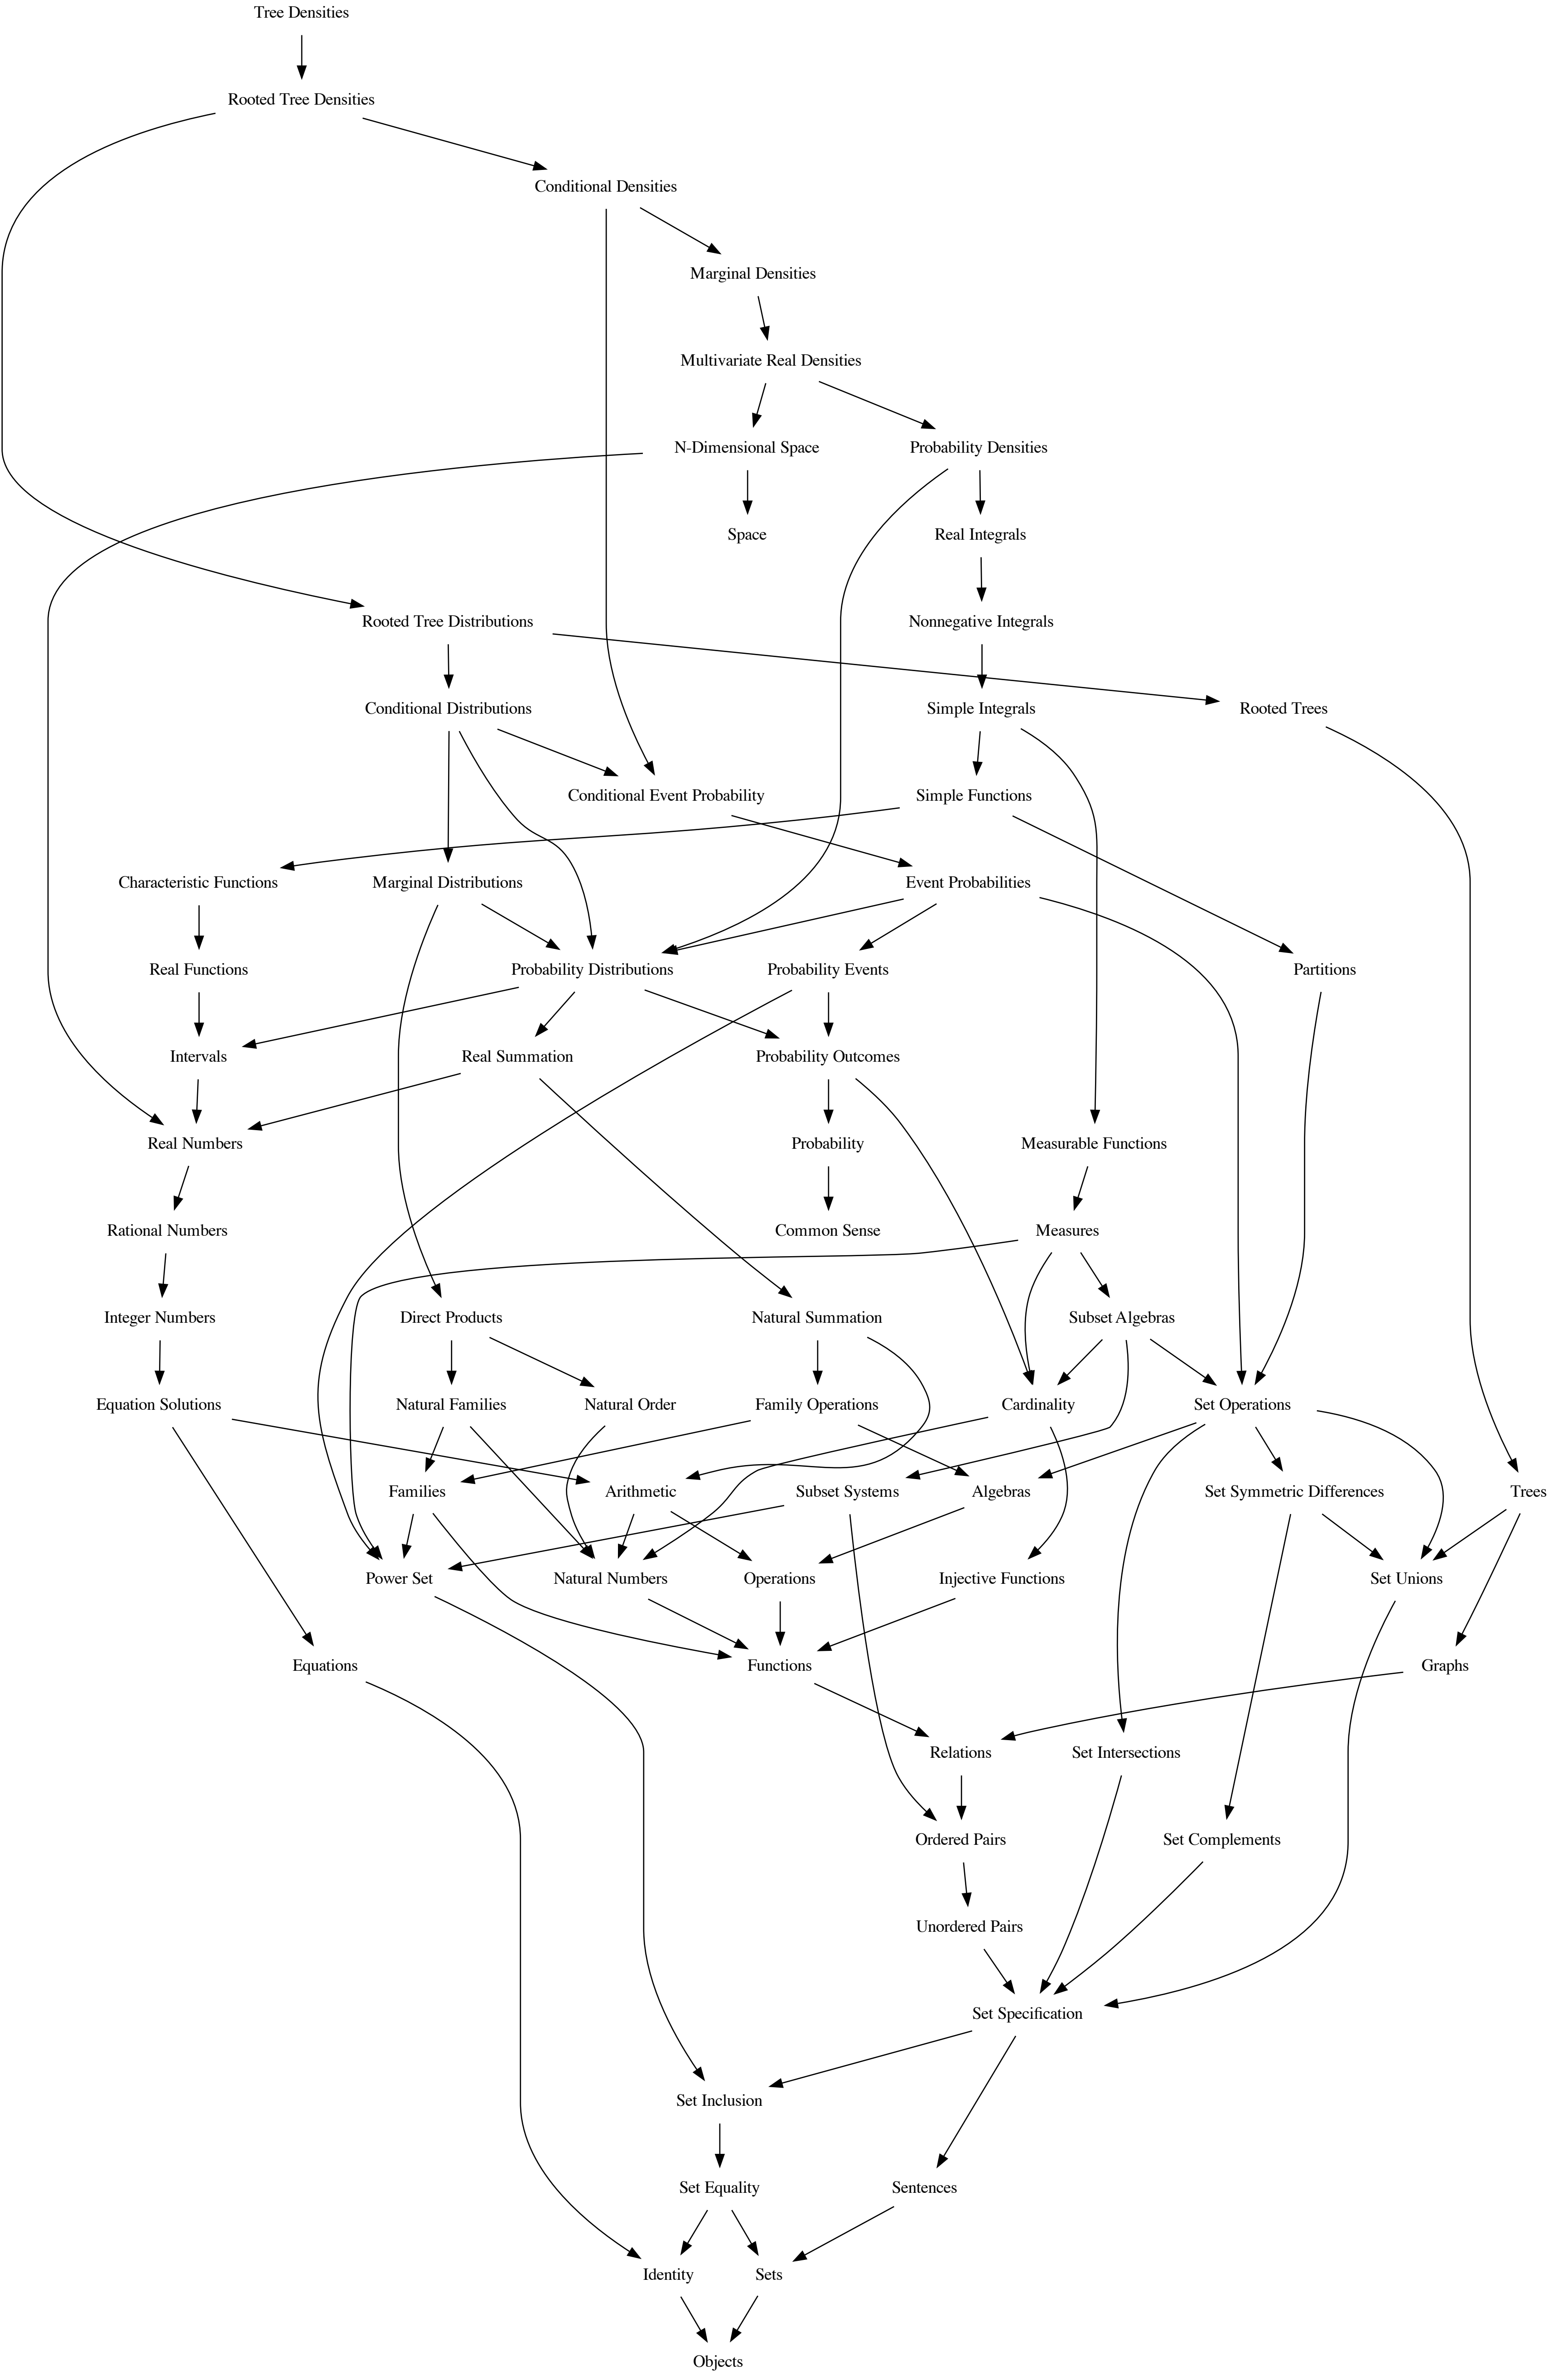 Tree Densities
Rooted Tree Densities
Conditional Densities
Marginal Densities
Multivariate Real Densities
N-Dimensional Space
Probability Densities
Space
Real Integrals
Rooted Tree Distributions
Nonnegative Integrals
Conditional Distributions
Simple Integrals
Rooted Trees
Conditional Event Probability
Simple Functions
Characteristic Functions
Marginal Distributions
Event Probabilities
Real Functions
Probability Distributions
Probability Events
Partitions
Intervals
Real Summation
Probability Outcomes
Real Numbers
Probability
Measurable Functions
Rational Numbers
Common Sense
Measures
Integer Numbers
Direct Products
Natural Summation
Subset Algebras
Equation Solutions
Natural Families
Natural Order
Family Operations
Cardinality
Set Operations
Families
Arithmetic
Subset Systems
Algebras
Set Symmetric Differences
Trees
Power Set
Natural Numbers
Operations
Injective Functions
Set Unions
Equations
Functions
Graphs
Relations
Set Intersections
Ordered Pairs
Set Complements
Unordered Pairs
Set Specification
Set Inclusion
Set Equality
Sentences
Identity
Sets
Objects